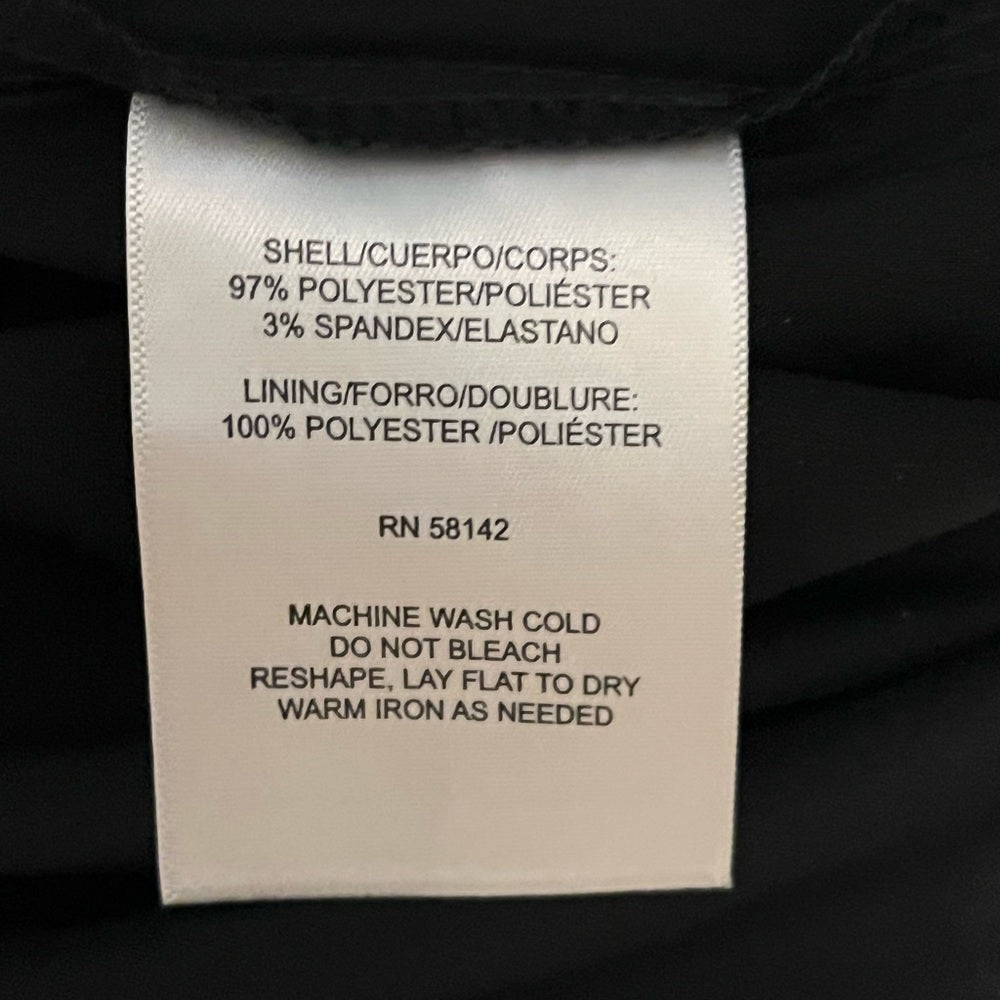 SHELL/CUERPO/CORPS:
97% POLYESTER/POLIÉSTER
3% SPANDEX/ELASTANO
LINING/FORRO/DOUBLURE:
100% POLYESTER /POLIÉSTER
RN 58142
MACHINE WASH COLD
DO NOT BLEACH
RESHAPE, LAY FLAT TO DRY
WARM IRON AS NEEDED